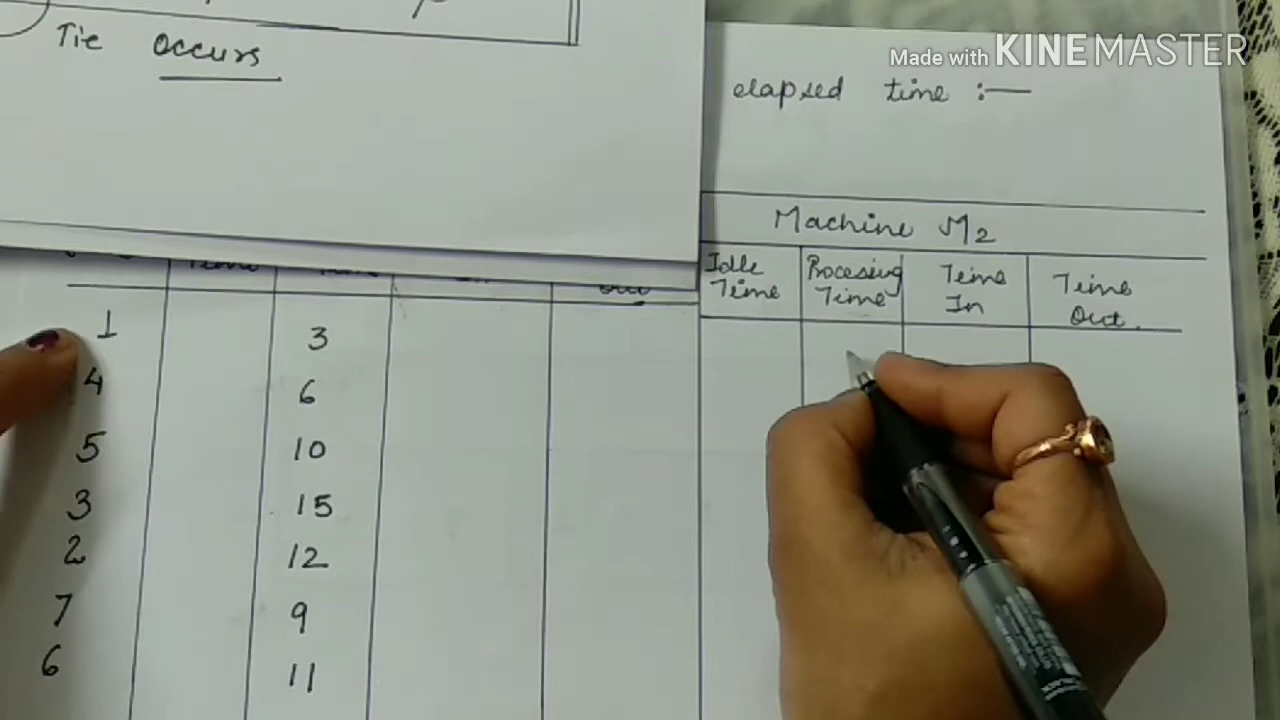 Tie occurs
Made with KINEMASTER
elapsed time :—
Machine M2
Idle Time
Processing Time
Time In
Time Out.
1 3
4 6
5 10
3 15
2 12
7 9
6 11